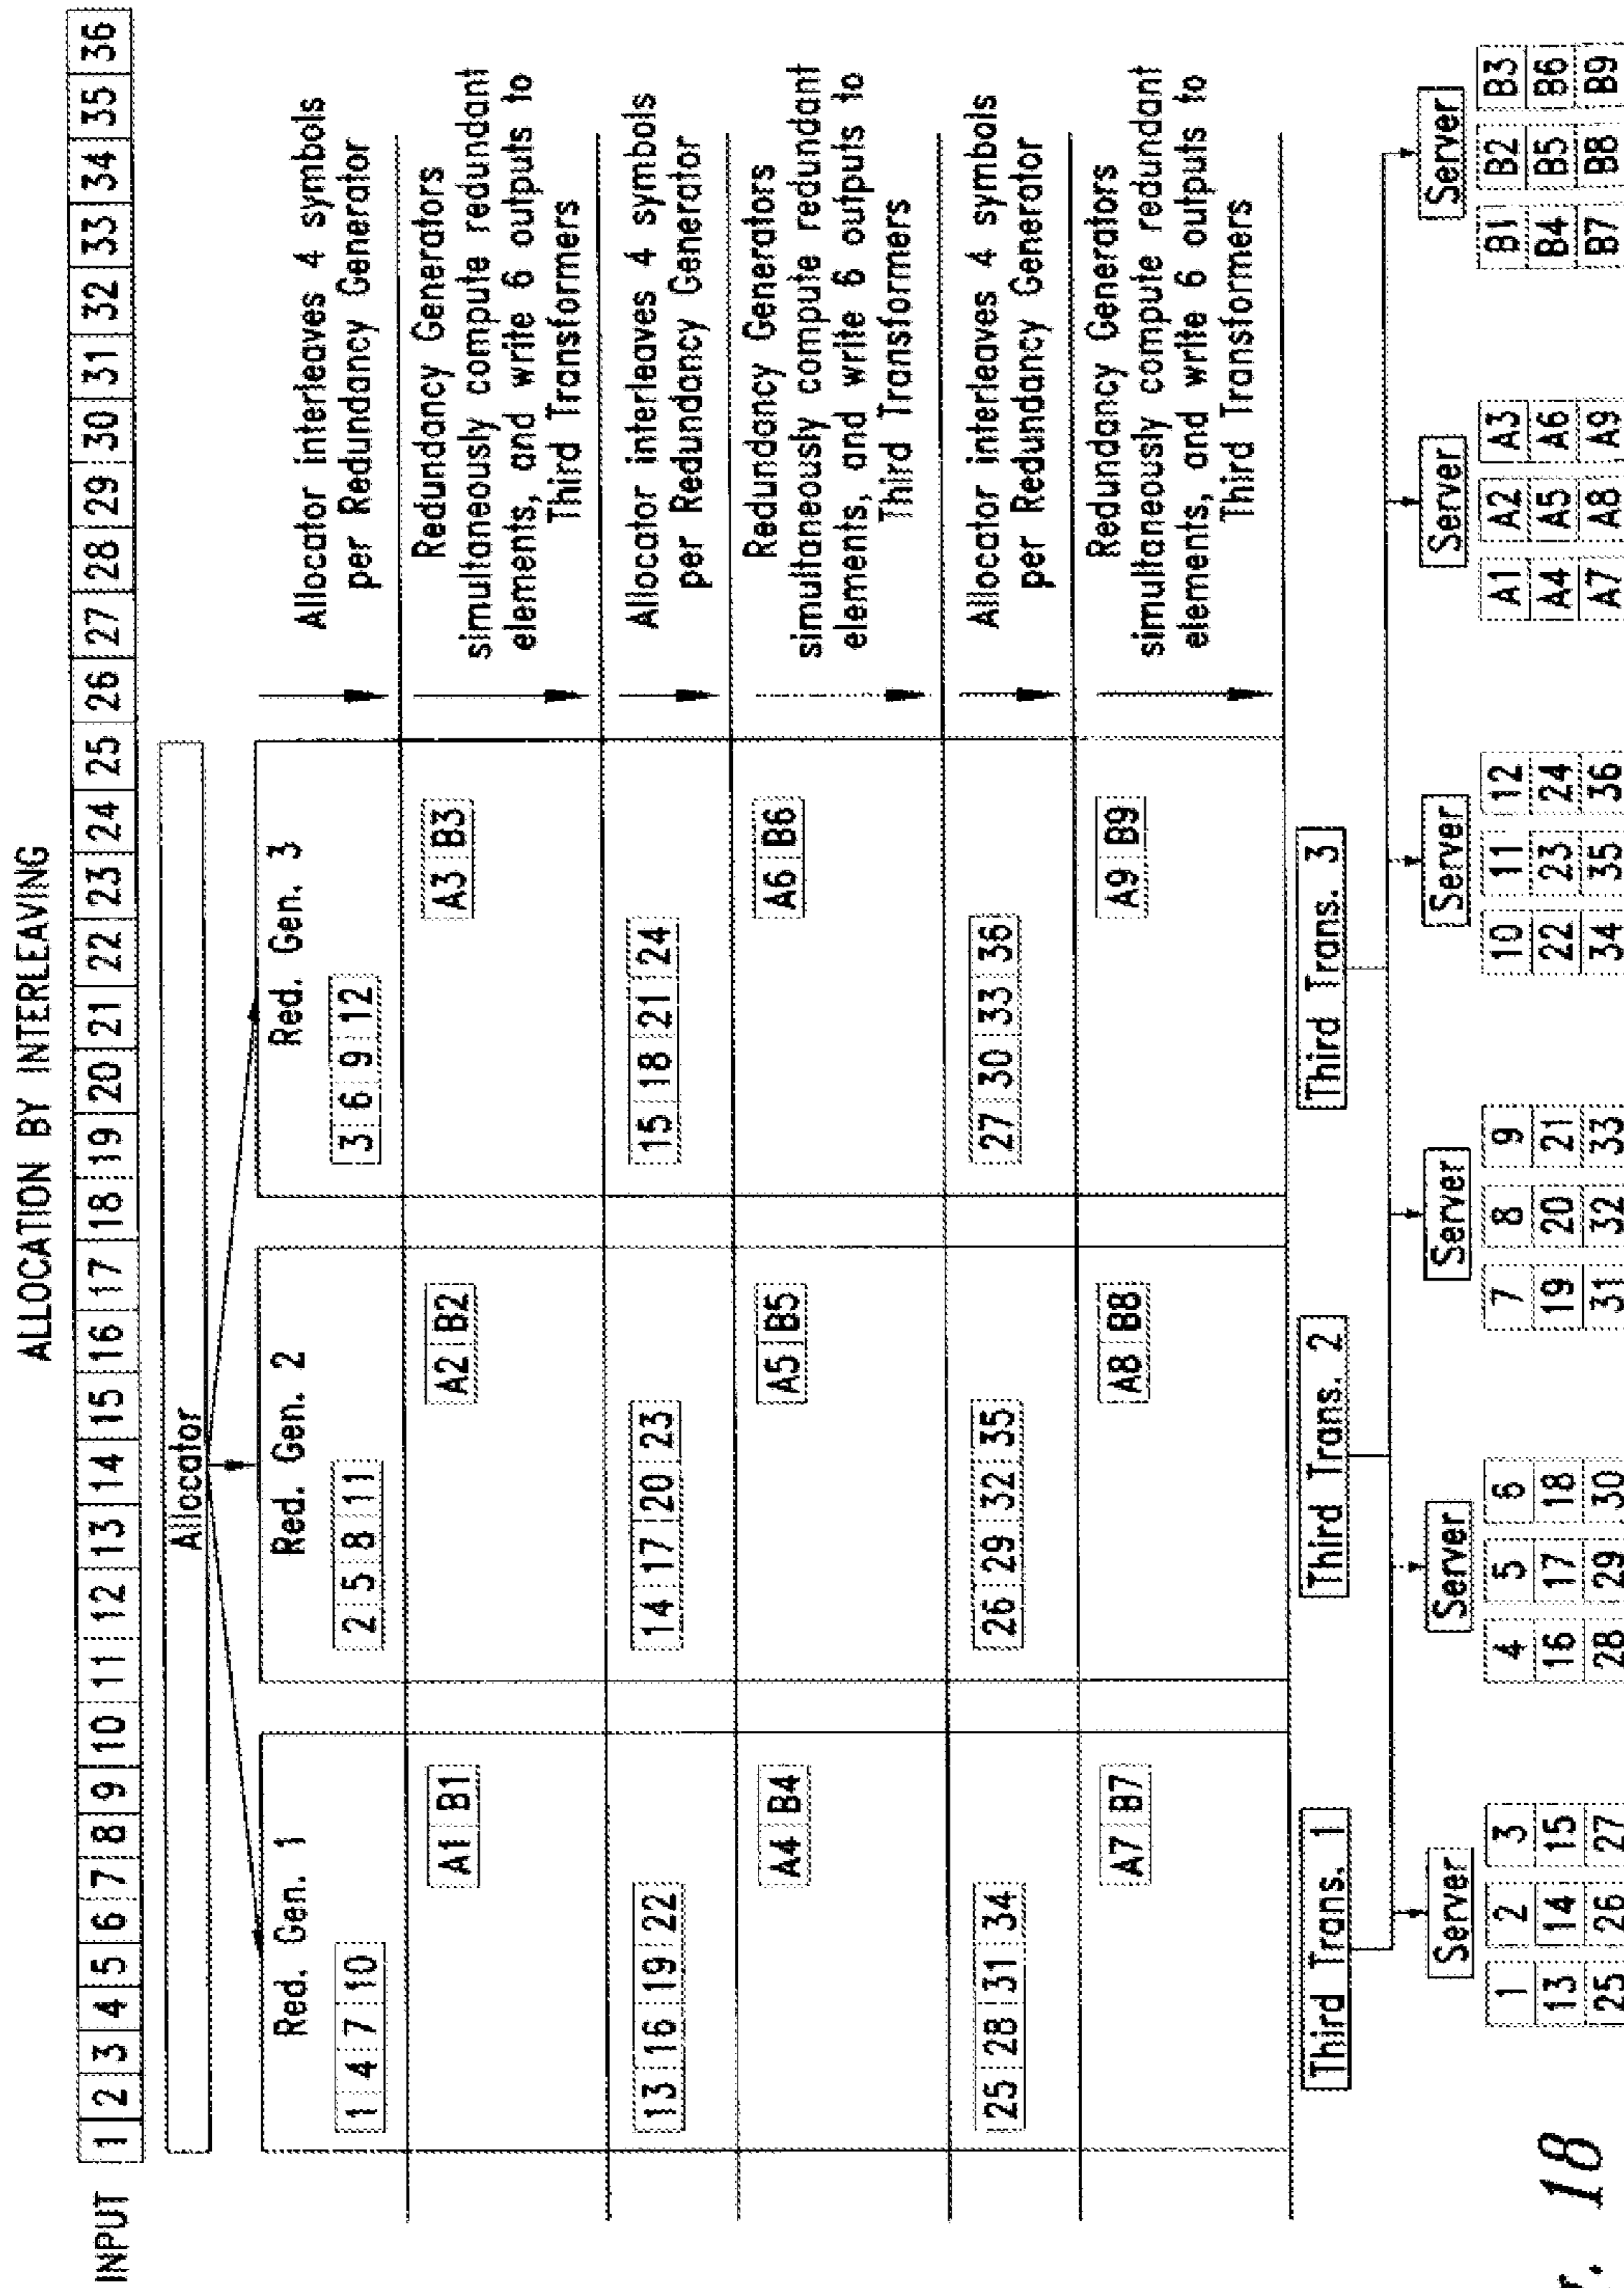 ALLOCATION BY INTERLEAVING
INPUT 1 2 3 4 5 6 7 8 9 10 11 12 13 14 15 16 17 18 19 20 21 22 23 24 25 26 27 28 29 30 31 32 33 34 35 36
Allocator
Red. Gen. 1 Red. Gen. 2 Red. Gen. 3
1 4 7 10 2 5 8 11 3 6 9 12
Allocator interleaves 4 symbols
per Redundancy Generator
A1 B1 A2 B2 A3 B3
Redundancy Generators
simultaneously compute redundant
elements, and write 6 outputs to
Third Transformers
13 16 19 22 14 17 20 23 15 18 21 24
Allocator interleaves 4 symbols
per Redundancy Generator
A4 B4 A5 B5 A6 B6
Redundancy Generators
simultaneously compute redundant
elements, and write 6 outputs to
Third Transformers
25 28 31 34 26 29 32 35 27 30 33 36
Allocator interleaves 4 symbols
per Redundancy Generator
A7 B7 A8 B8 A9 B9
Redundancy Generators
simultaneously compute redundant
elements, and write 6 outputs to
Third Transformers
Third Trans. 1 Third Trans. 2 Third Trans. 3
Server Server Server Server Server Server
1 2 3 4 5 6 7 8 9 10 11 12 A1 A2 A3 B1 B2 B3
13 14 15 16 17 18 19 20 21 22 23 24 A4 A5 A6 B4 B5 B6
25 26 27 28 29 30 31 32 33 34 35 36 A7 A8 A9 B7 B8 B9
18